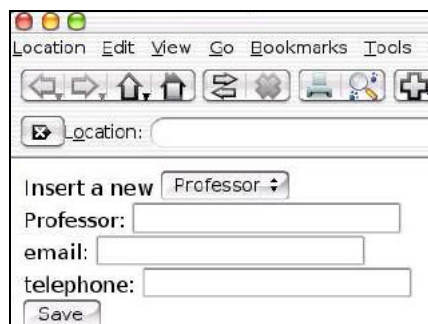 Location Edit View Go Bookmarks Tools
Location:
Insert a new Professor
Professor:
email:
telephone:
Save